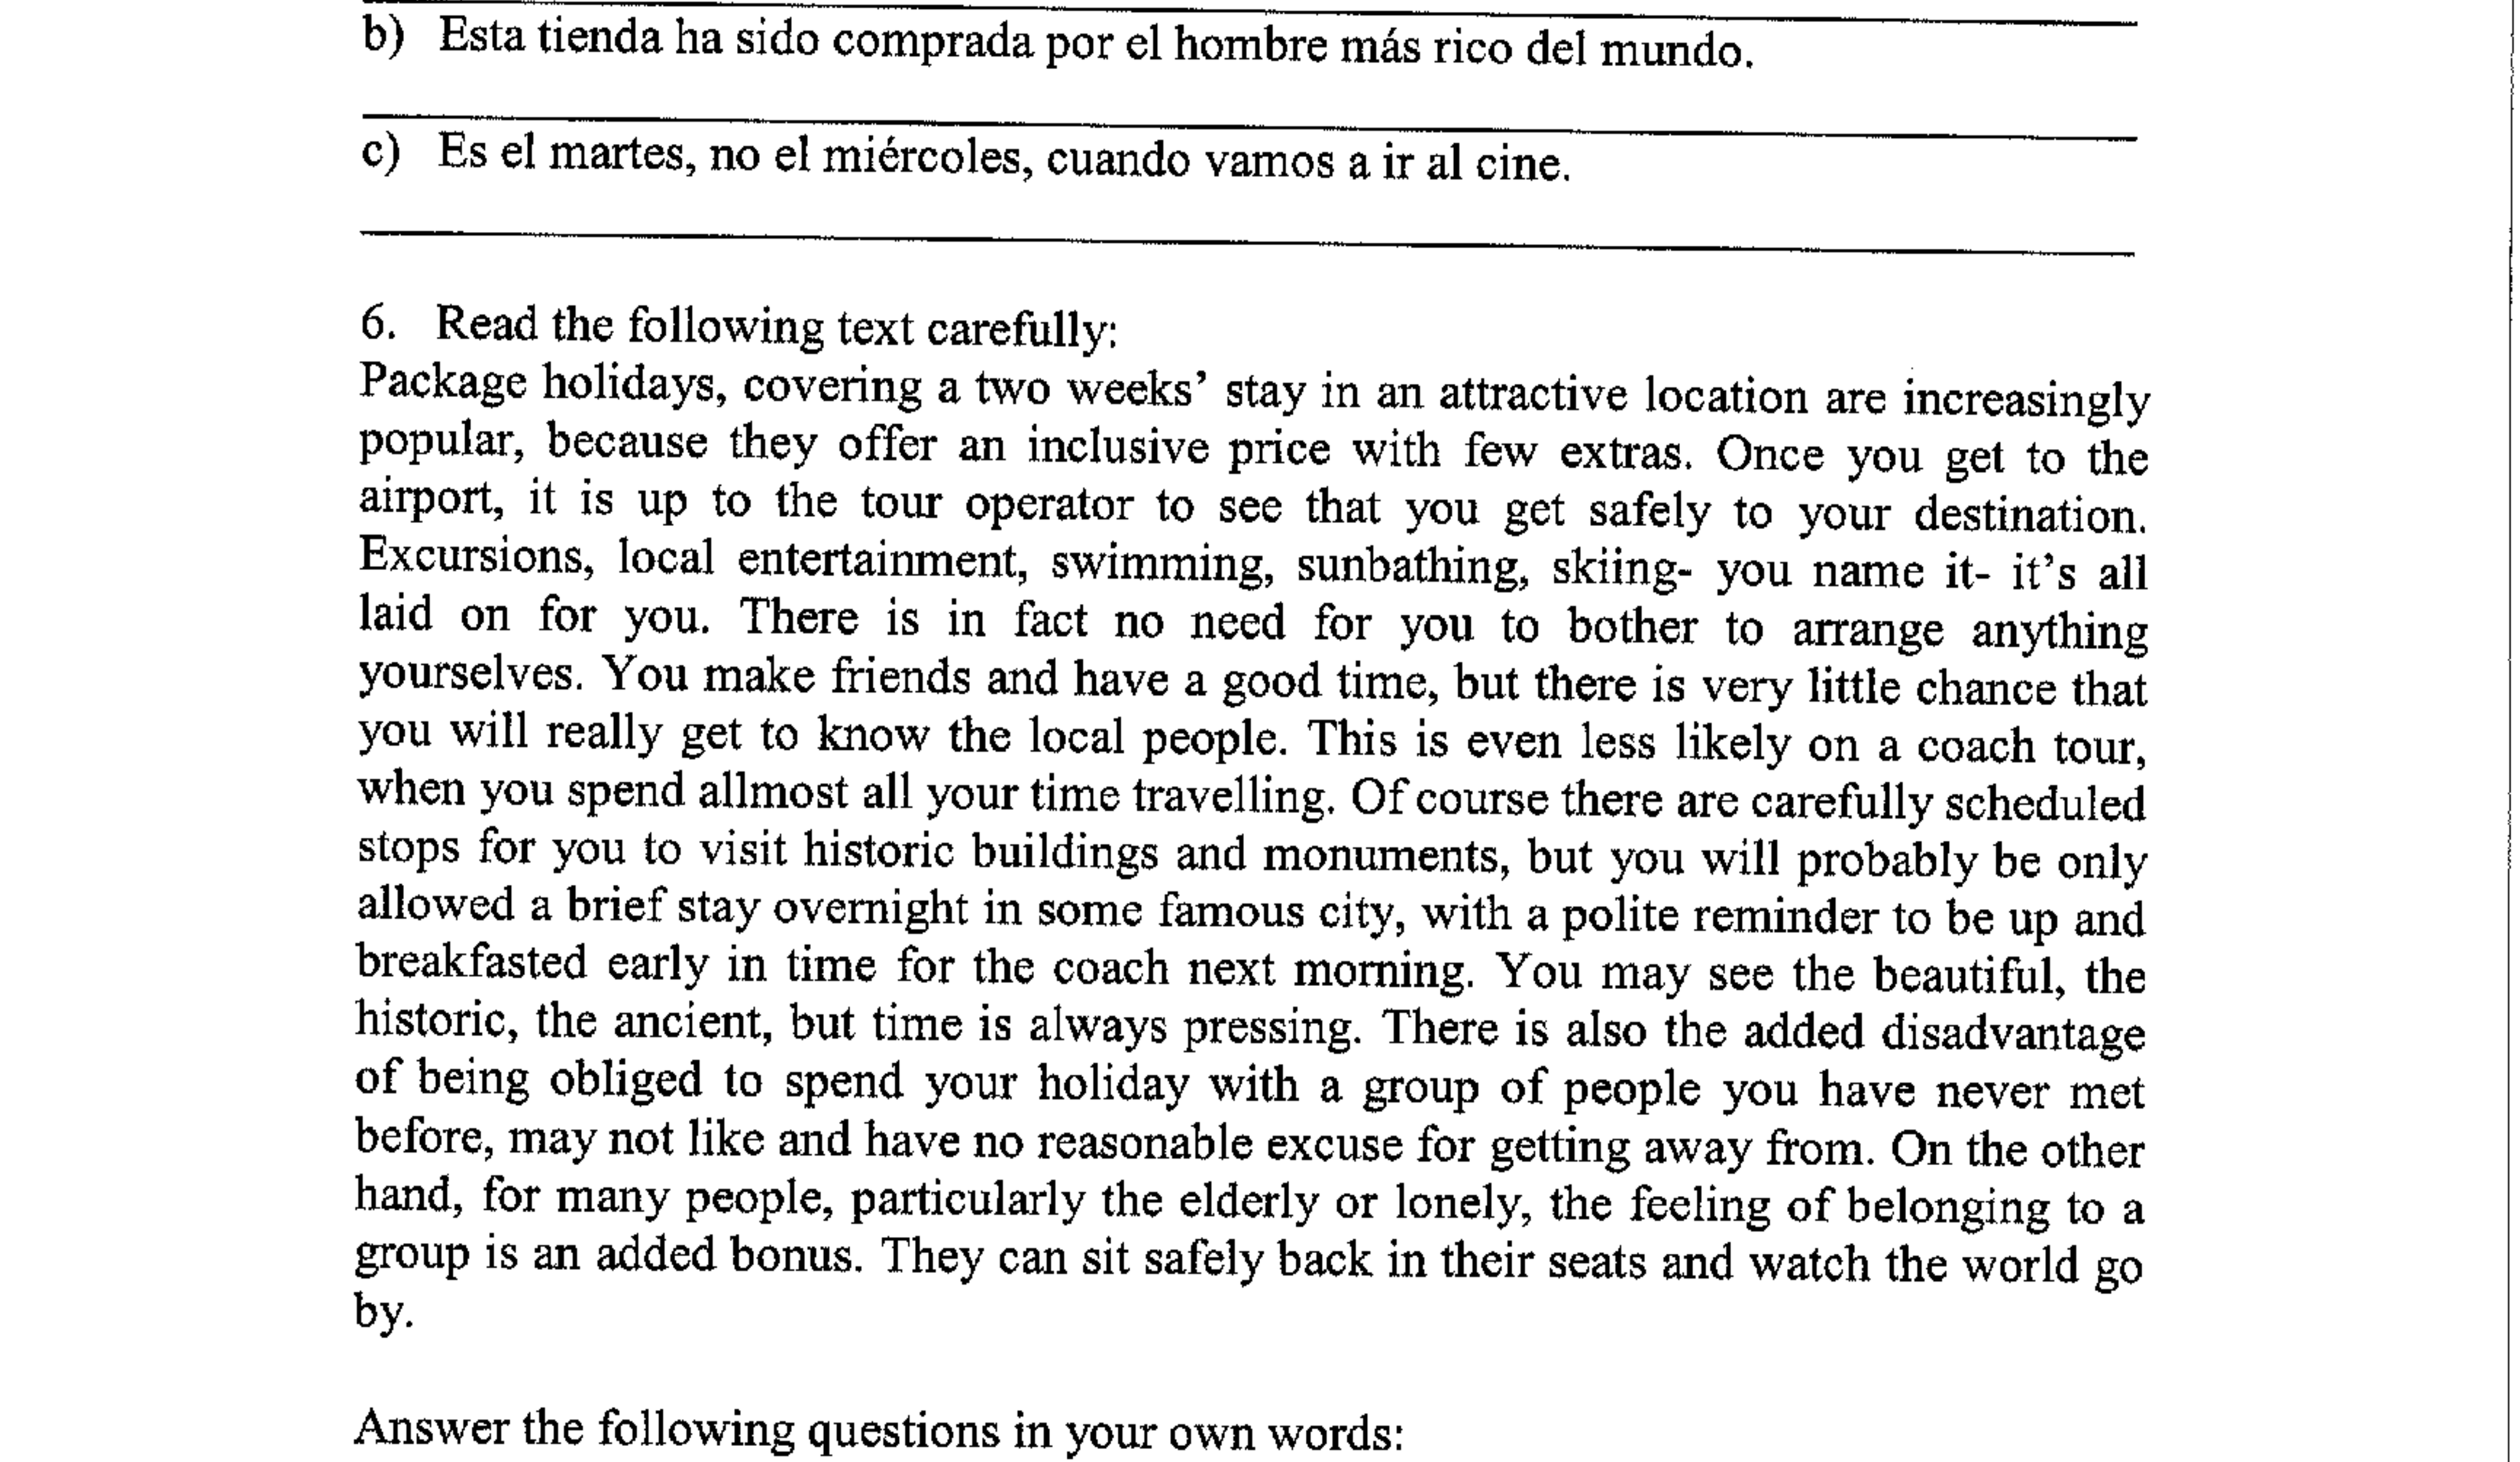 b) Esta tienda ha sido comprada por el hombre más rico del mundo.
c) Es el martes, no el miércoles, cuando vamos a ir al cine.
6. Read the following text carefully:
Package holidays, covering a two weeks' stay in an attractive location are increasingly
popular, because they offer an inclusive price with few extras. Once you get to the
airport, it is up to the tour operator to see that you get safely to your destination.
Excursions, local entertainment, swimming, sunbathing, skiing- you name it- it's all
laid on for you. There is in fact no need for you to bother to arrange anything
yourselves. You make friends and have a good time, but there is very little chance that
you will really get to know the local people. This is even less likely on a coach tour,
when you spend allmost all your time travelling. Of course there are carefully scheduled
stops for you to visit historic buildings and monuments, but you will probably be only
allowed a brief stay overnight in some famous city, with a polite reminder to be up and
breakfasted early in time for the coach next morning. You may see the beautiful, the
historic, the ancient, but time is always pressing. There is also the added disadvantage
of being obliged to spend your holiday with a group of people you have never met
before, may not like and have no reasonable excuse for getting away from. On the other
hand, for many people, particularly the elderly or lonely, the feeling of belonging to a
group is an added bonus. They can sit safely back in their seats and watch the world go
by.
Answer the following questions in your own words: